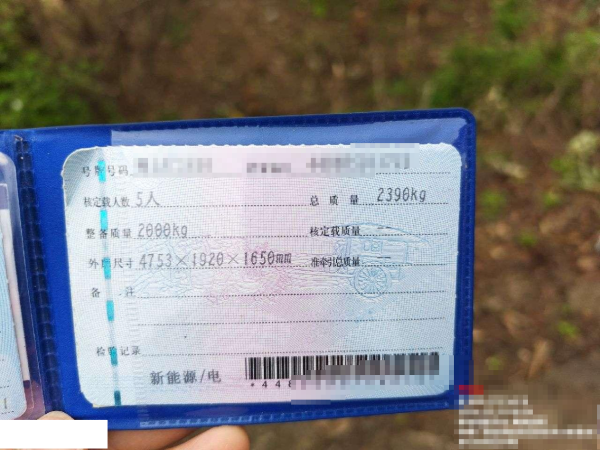 号牌号码
核定载人数 5人 总质量 2390kg
整备质量 2000kg 核定载质量 --
外廓尺寸 4753×1920×1650mm 准牵引总质量 --
备注
检验记录
新能源/电
*448